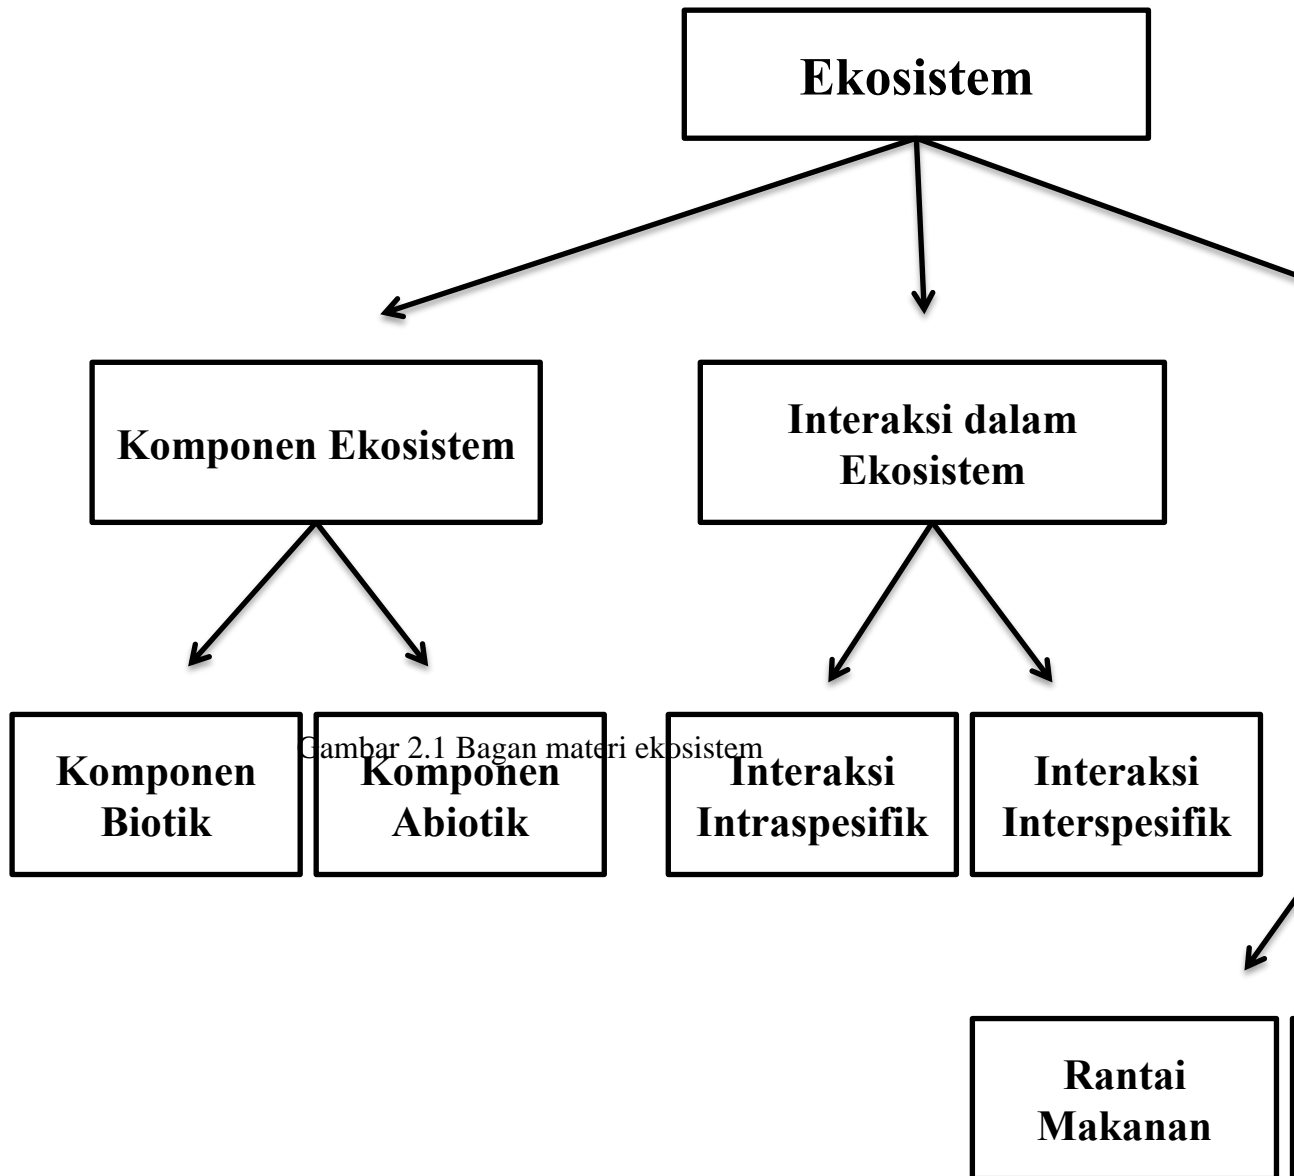 Ekosistem
Komponen Ekosistem
Interaksi dalam
Ekosistem
Gambar 2.1 Bagan materi ekosistem
Komponen
Biotik
Komponen
Abiotik
Interaksi
Intraspesifik
Interaksi
Interspesifik
Rantai
Makanan